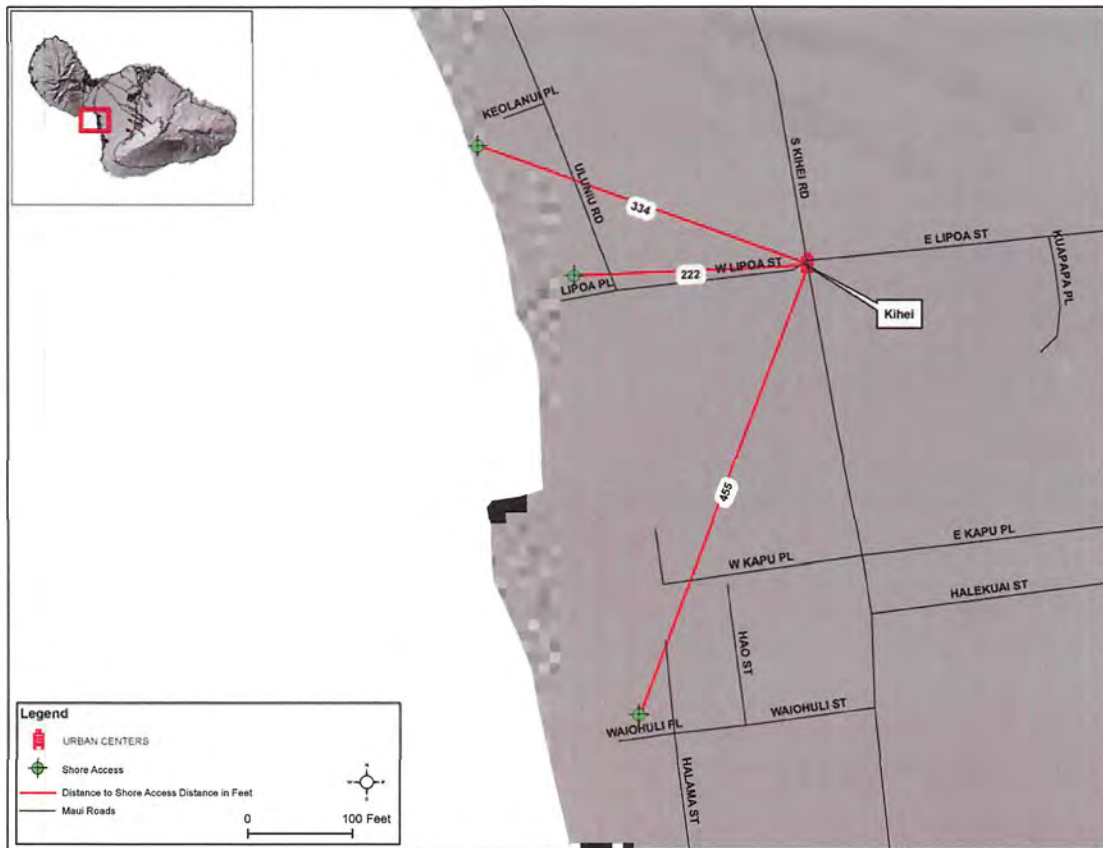 KEOLANUI PL
ULUNIU RD
S KIHEI RD
334
222
W LIPOA ST
E LIPOA ST
LIPOA PL
KUAPAPA PL
Kihei
455
W KAPU PL
E KAPU PL
HALEKUAI ST
HAO ST
WAIOHULI PL
WAIOHULI ST
HALAMA ST
Legend
URBAN CENTERS
Shore Access
Distance to Shore Access Distance in Feet
Maui Roads
N
W
S
0 100 Feet